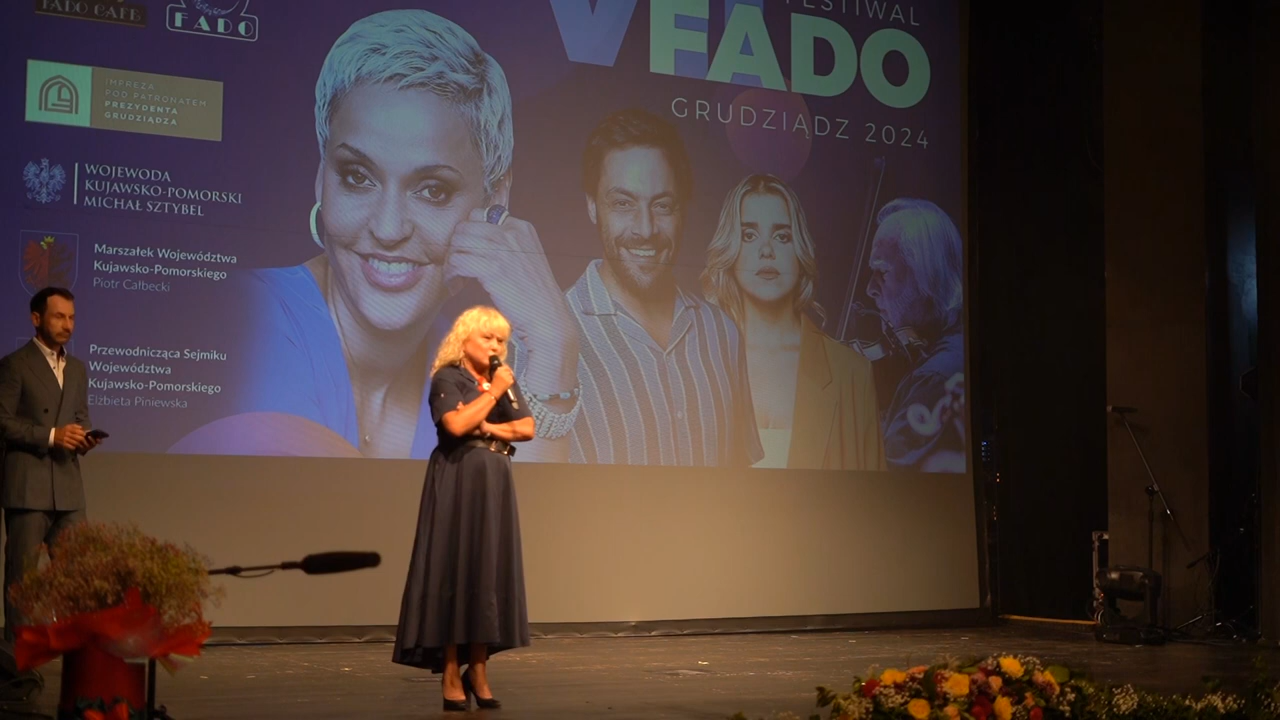 FADO CAFE
FADO
FESTIWAL
V FADO
GRUDZIĄDZ 2024
IMPREZA
POD PATRONATEM
PREZYDENTA
GRUDZIĄDZA
WOJEWODA
KUJAWSKO-POMORSKI
MICHAŁ SZTYBEL
Marszałek Województwa
Kujawsko-Pomorskiego
Piotr Całbecki
Przewodnicząca Sejmiku
Województwa
Kujawsko-Pomorskiego
Elżbieta Piniewska